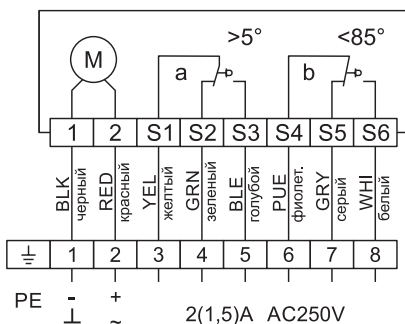 M
>5°
<85°
a
b
1 2 S1 S2 S3 S4 S5 S6
BLK
черный
RED
красный
YEL
желтый
GRN
зеленый
BLE
голубой
PUE
фиолет.
GRY
серый
WHI
белый
1 2 3 4 5 6 7 8
PE - +
⊥ ~ 2(1,5)A AC250V